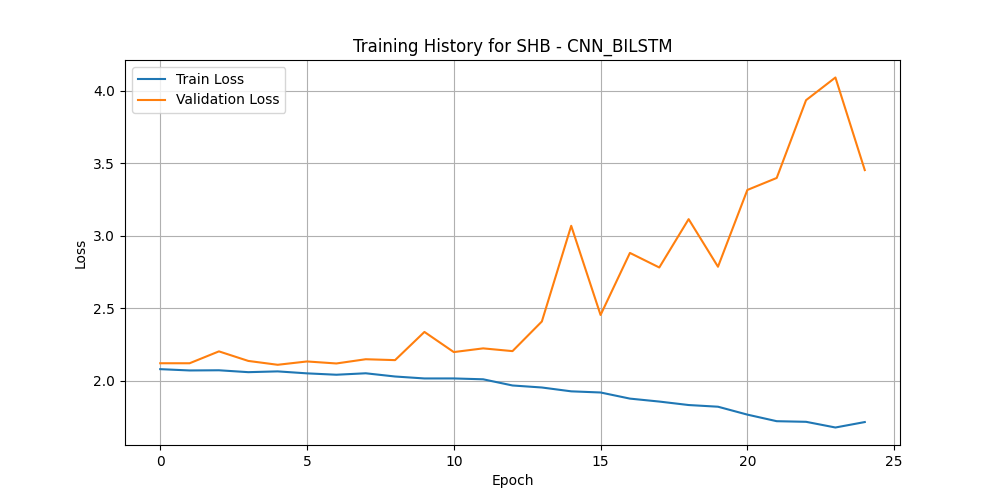 Training History for SHB - CNN_BILSTM
Train Loss
Validation Loss
4.0
3.5
3.0
2.5
2.0
Loss
0 5 10 15 20 25
Epoch